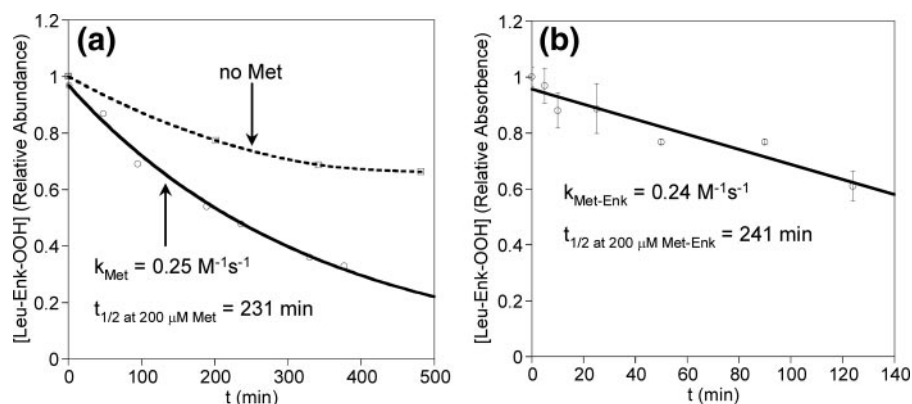 (a)
[Leu-Enk-OOH] (Relative Abundance)
1
0.8
0.6
0.4
0.2
0
no Met
k_Met = 0.25 M⁻¹s⁻¹
t_1/2 at 200 μM Met = 231 min
0 100 200 300 400 500
t (min)
(b)
[Leu-Enk-OOH] (Relative Absorbence)
1
0.8
0.6
0.4
0.2
0
k_Met-Enk = 0.24 M⁻¹s⁻¹
t_1/2 at 200 μM Met-Enk = 241 min
0 20 40 60 80 100 120 140
t (min)